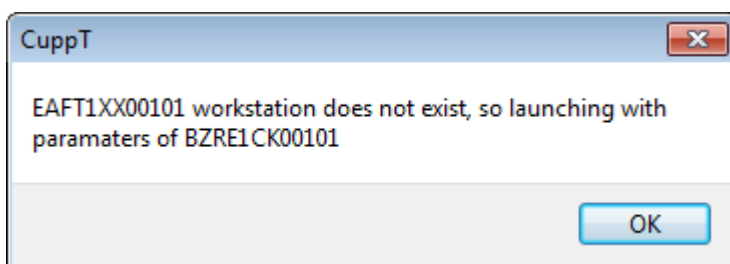 CuppT
EAFT1XX00101 workstation does not exist, so launching with
paramaters of BZRE1CK00101
OK